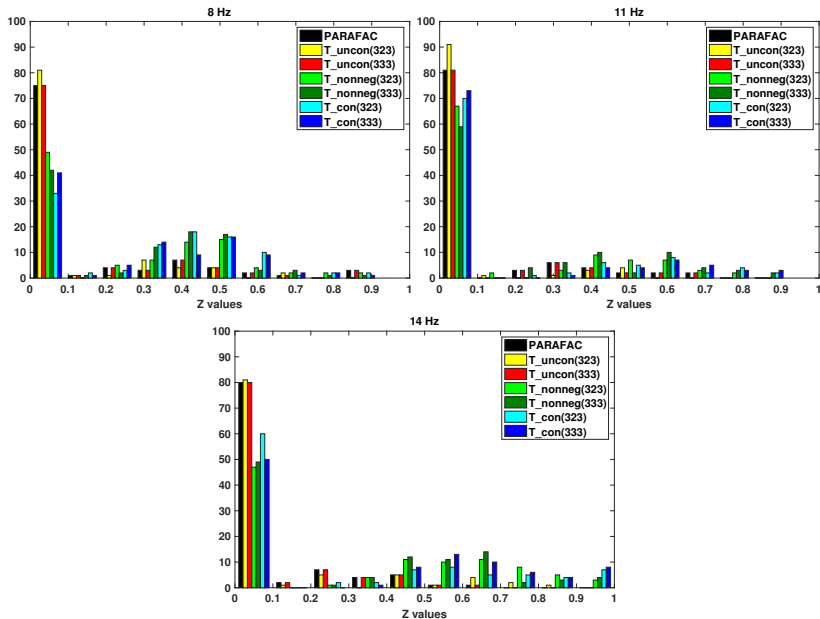 8 Hz
100
90
80
70
60
50
40
30
20
10
0
PARAFAC
T_uncon(323)
T_uncon(333)
T_nonneg(323)
T_nonneg(333)
T_con(323)
T_con(333)
0 0.1 0.2 0.3 0.4 0.5 0.6 0.7 0.8 0.9 1
Z values
11 Hz
100
90
80
70
60
50
40
30
20
10
0
PARAFAC
T_uncon(323)
T_uncon(333)
T_nonneg(323)
T_nonneg(333)
T_con(323)
T_con(333)
0 0.1 0.2 0.3 0.4 0.5 0.6 0.7 0.8 0.9 1
Z values
14 Hz
100
90
80
70
60
50
40
30
20
10
0
PARAFAC
T_uncon(323)
T_uncon(333)
T_nonneg(323)
T_nonneg(333)
T_con(323)
T_con(333)
0 0.1 0.2 0.3 0.4 0.5 0.6 0.7 0.8 0.9 1
Z values